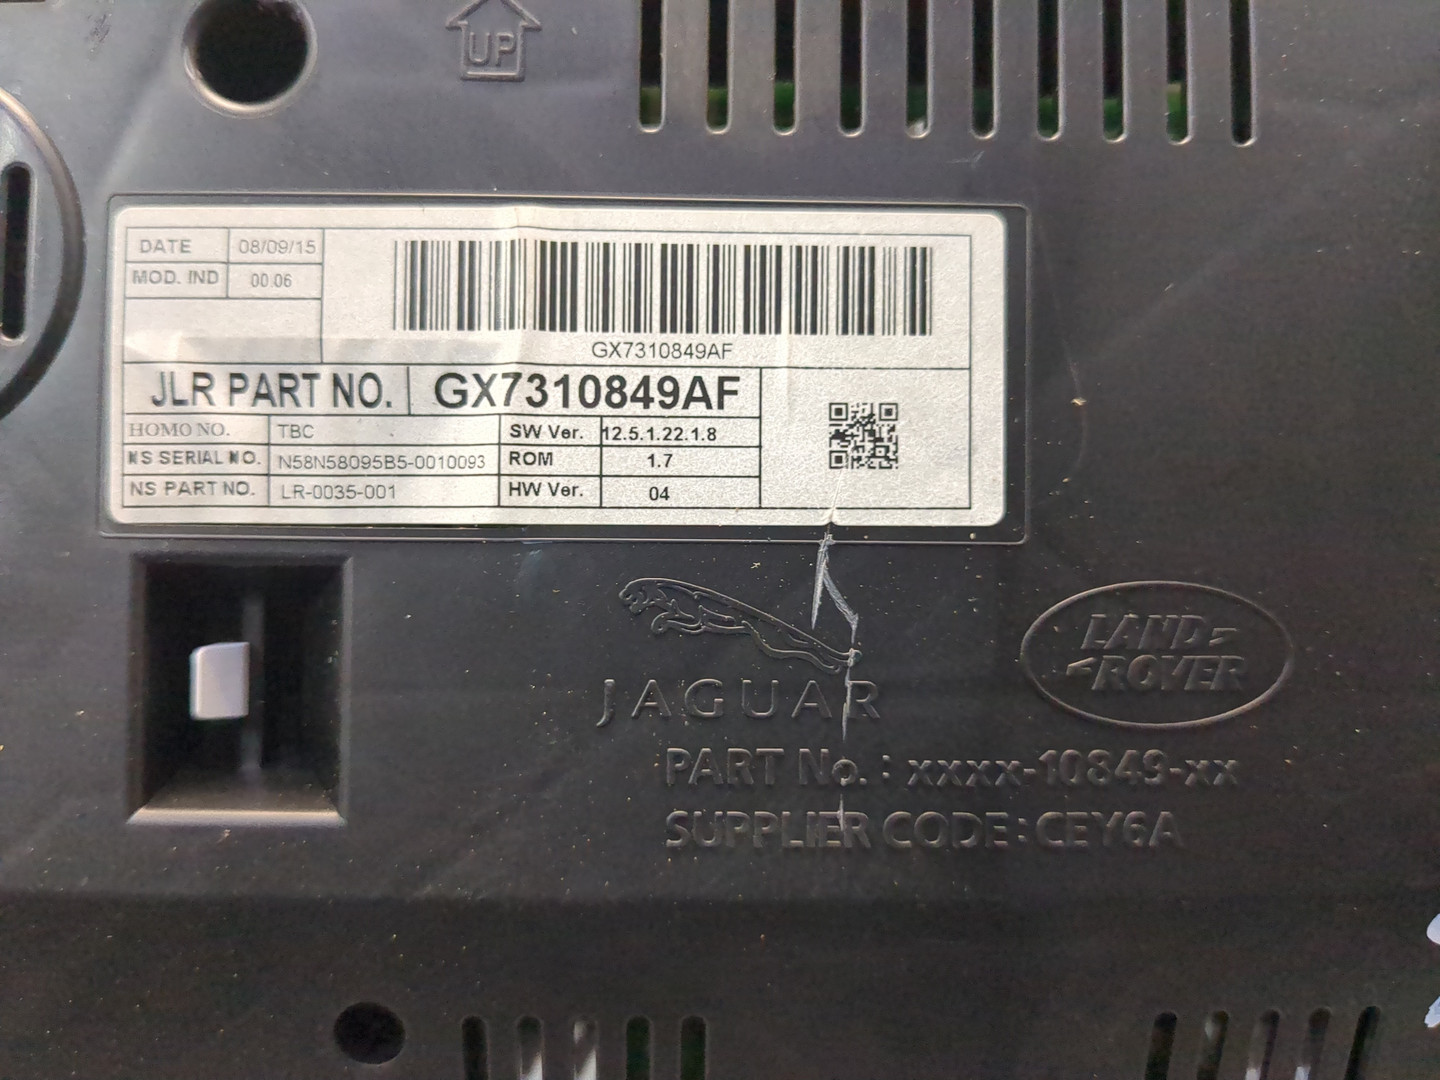 UP
DATE 08/09/15
MOD. IND 00.06
GX7310849AF
JLR PART NO. GX7310849AF
HOMO NO. TBC SW Ver. 12.5.1.22.1.8
NS SERIAL NO. N58N58095B5-0010093 ROM 1.7
NS PART NO. LR-0035-001 HW Ver. 04
JAGUAR
LAND
ROVER
PART No.: xxxx-10849-xx
SUPPLIER CODE:CEY6A